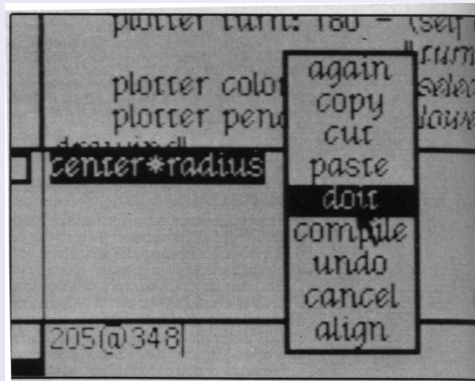 plotter turn: 180 - (self
plotter
plotter
center*radius
205@348
again
copy
cut
paste
doit
compile
undo
cancel
align